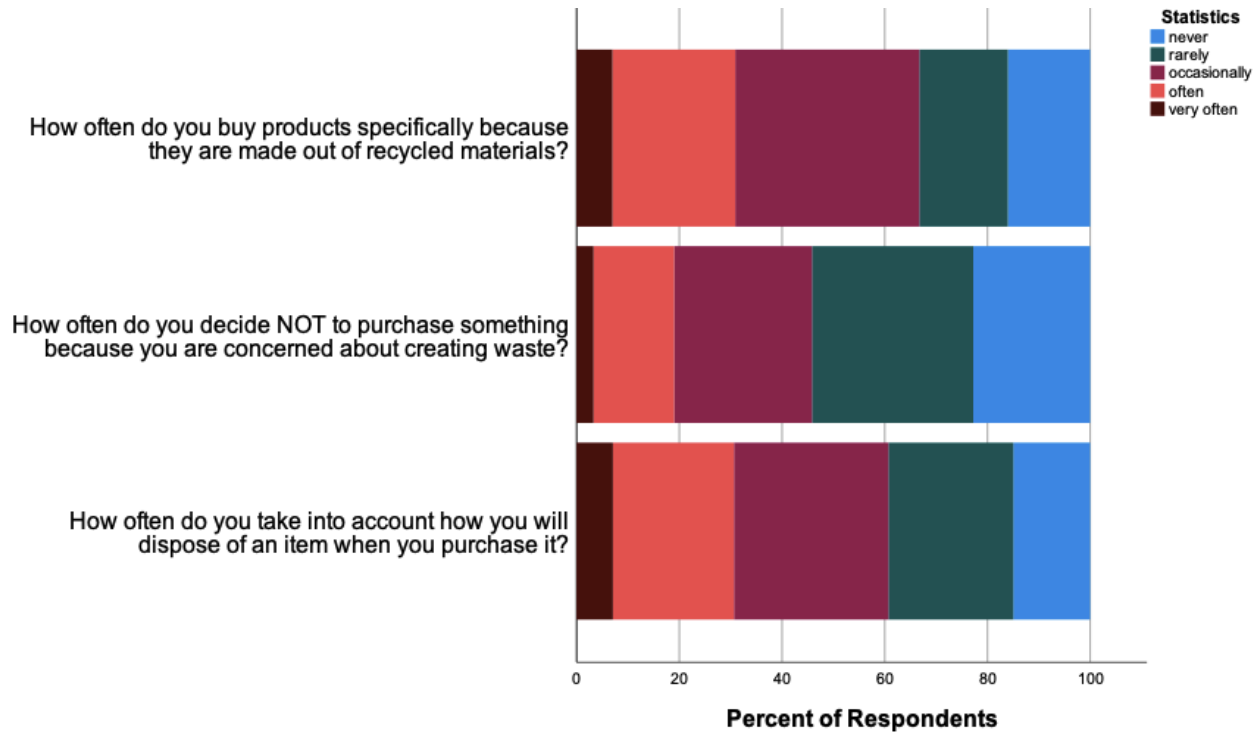 Statistics
never
rarely
occasionally
often
very often
How often do you buy products specifically because
they are made out of recycled materials?
How often do you decide NOT to purchase something
because you are concerned about creating waste?
How often do you take into account how you will
dispose of an item when you purchase it?
0 20 40 60 80 100
Percent of Respondents